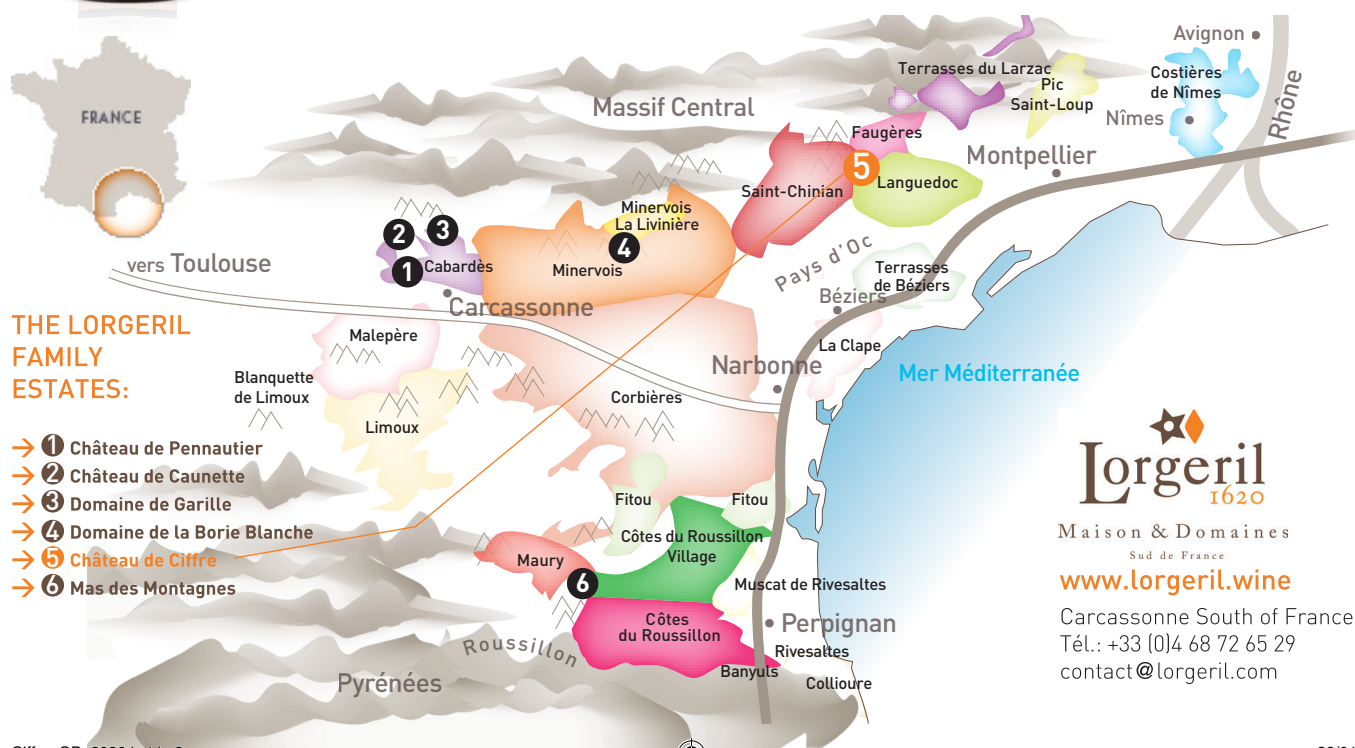 FRANCE
Avignon
Terrasses du Larzac
Pic
Saint-Loup
Costières
de Nîmes
Rhône
Massif Central
Nîmes
Faugères
Montpellier
5
Saint-Chinian
Languedoc
Minervois
La Livinière
2
3
4
Pays d'Oc
vers Toulouse
1
Cabardès
Minervois
Terrasses
de Béziers
Béziers
Carcassonne
THE LORGERIL
FAMILY
ESTATES:
Malepère
La Clape
Narbonne
Mer Méditerranée
Blanquette
de Limoux
Corbières
Limoux
→ 1 Château de Pennautier
→ 2 Château de Caunette
→ 3 Domaine de Garille
→ 4 Domaine de la Borie Blanche
→ 5 Château de Ciffre
→ 6 Mas des Montagnes
Fitou
Fitou
Côtes du Roussillon
Village
Maury
6
Muscat de Rivesaltes
Côtes
du Roussillon
Perpignan
Roussillon
Rivesaltes
Banyuls
Collioure
Pyrénées
Lorgeril
1620
Maison & Domaines
Sud de France
www.lorgeril.wine
Carcassonne South of France
Tél.: +33 (0)4 68 72 65 29
contact@lorgeril.com